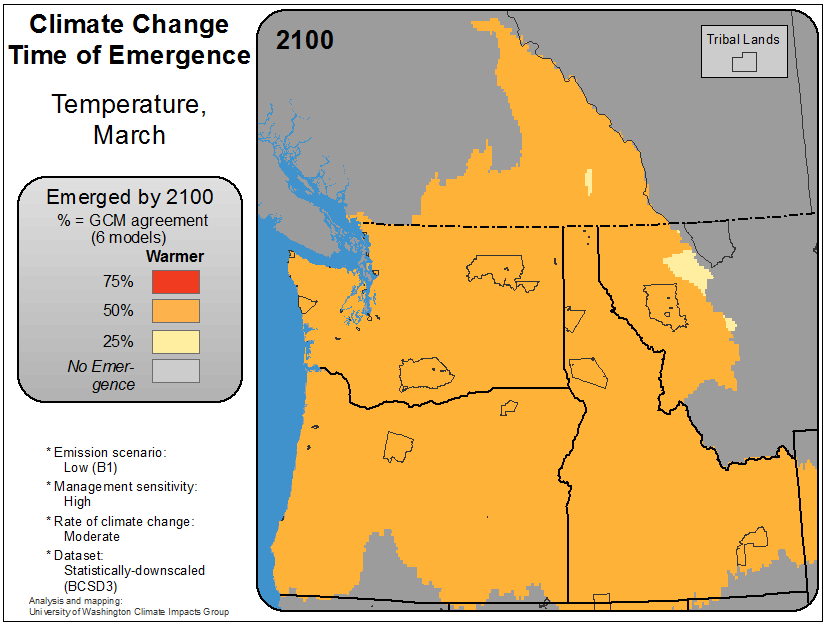 Climate Change
Time of Emergence
Temperature,
March
Emerged by 2100
% = GCM agreement
(6 models)
Warmer
75%
50%
25%
No Emer-
gence
* Emission scenario:
Low (B1)
* Management sensitivity:
High
* Rate of climate change:
Moderate
* Dataset:
Statistically-downscaled
(BCSD3)
Analysis and mapping:
University of Washington Climate Impacts Group
2100
Tribal Lands